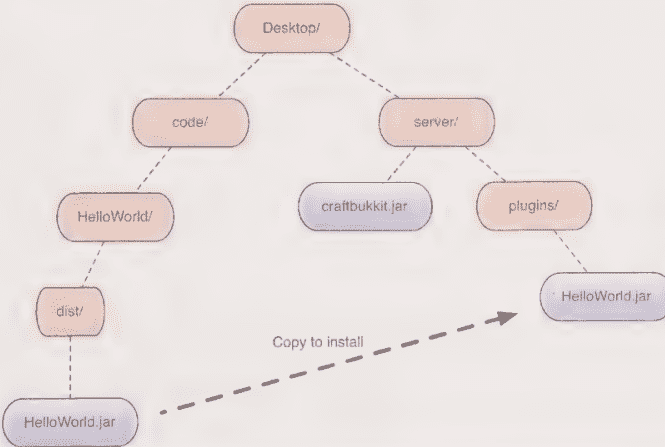 Desktop/
code/
server/
HelloWorld/
craftbukkit.jar
plugins/
dist/
HelloWorld.jar
Copy to install
HelloWorld.jar